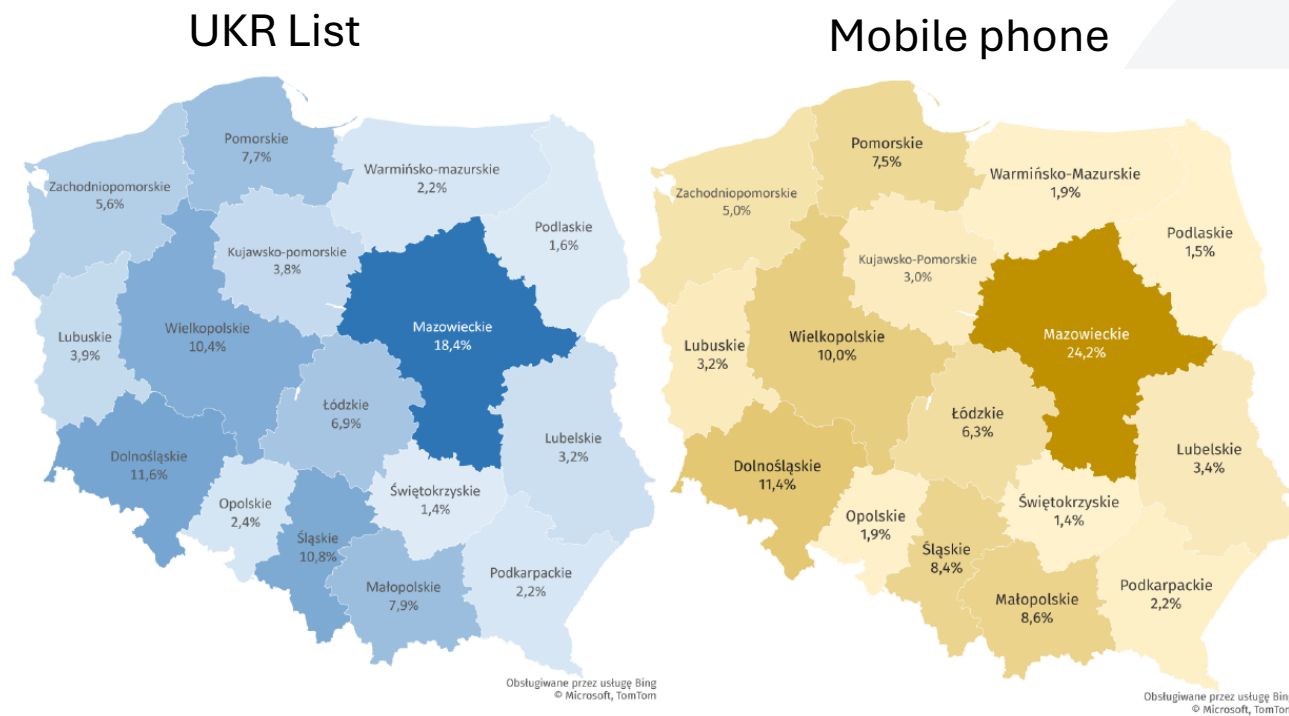 UKR List
Pomorskie
7,7%
Warmińsko-mazurskie
2,2%
Zachodniopomorskie
5,6%
Podlaskie
1,6%
Kujawsko-pomorskie
3,8%
Mazowieckie
18,4%
Wielkopolskie
10,4%
Lubuskie
3,9%
Łódzkie
6,9%
Lubelskie
3,2%
Dolnośląskie
11,6%
Świętokrzyskie
1,4%
Opolskie
2,4%
Śląskie
10,8%
Podkarpackie
2,2%
Małopolskie
7,9%
Obsługiwane przez usługę Bing
© Microsoft, TomTom
Mobile phone
Pomorskie
7,5%
Warmińsko-Mazurskie
1,9%
Zachodniopomorskie
5,0%
Podlaskie
1,5%
Kujawsko-Pomorskie
3,0%
Mazowieckie
24,2%
Wielkopolskie
10,0%
Lubuskie
3,2%
Łódzkie
6,3%
Lubelskie
3,4%
Dolnośląskie
11,4%
Świętokrzyskie
1,4%
Opolskie
1,9%
Śląskie
8,4%
Podkarpackie
2,2%
Małopolskie
8,6%
Obsługiwane przez usługę Bing
© Microsoft, TomTom